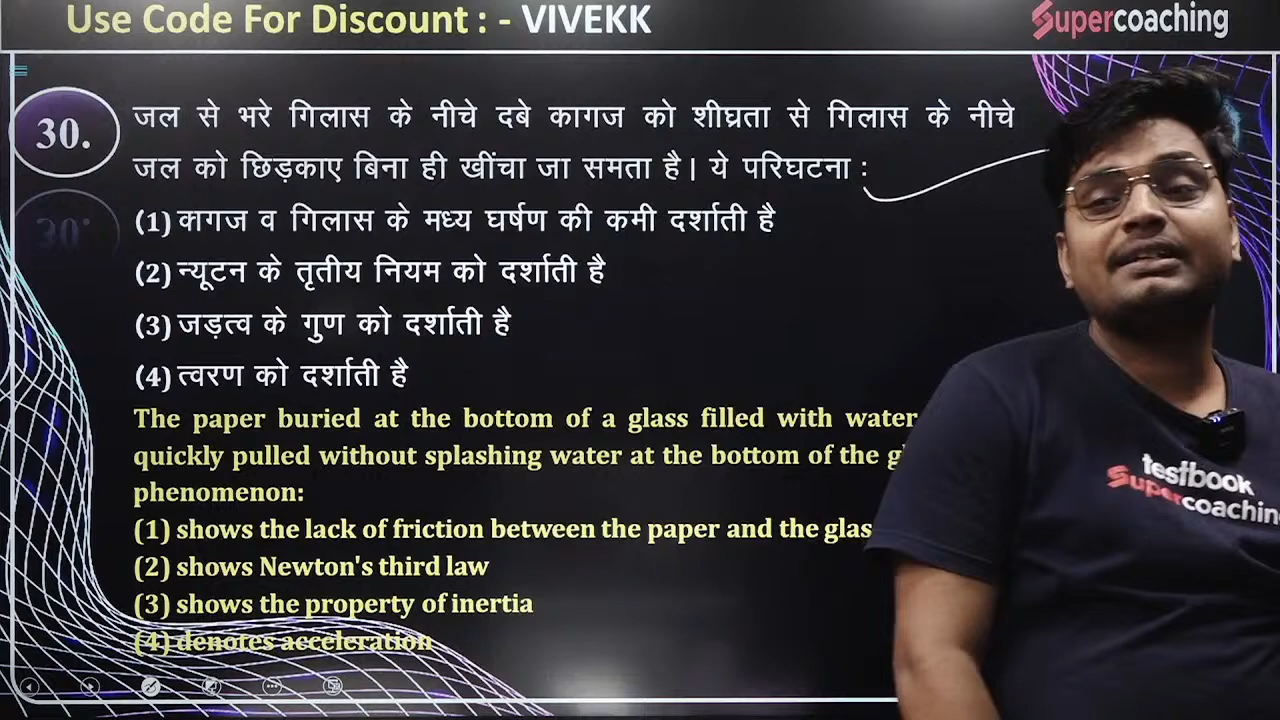 Use Code For Discount : - VIVEKK
Supercoaching
30.
जल से भरे गिलास के नीचे दबे कागज को शीघ्रता से गिलास के नीचे
जल को छिड़काए बिना ही खींचा जा समता है। ये परिघटना :
(1) कागज व गिलास के मध्य घर्षण की कमी दर्शाती है
(2) न्यूटन के तृतीय नियम को दर्शाती है
(3) जड़त्व के गुण को दर्शाती है
(4) त्वरण को दर्शाती है
The paper buried at the bottom of a glass filled with water
quickly pulled without splashing water at the bottom of the
phenomenon:
(1) shows the lack of friction between the paper and the glas
(2) shows Newton's third law
(3) shows the property of inertia
(4) denotes acceleration
testbook
Supercoaching